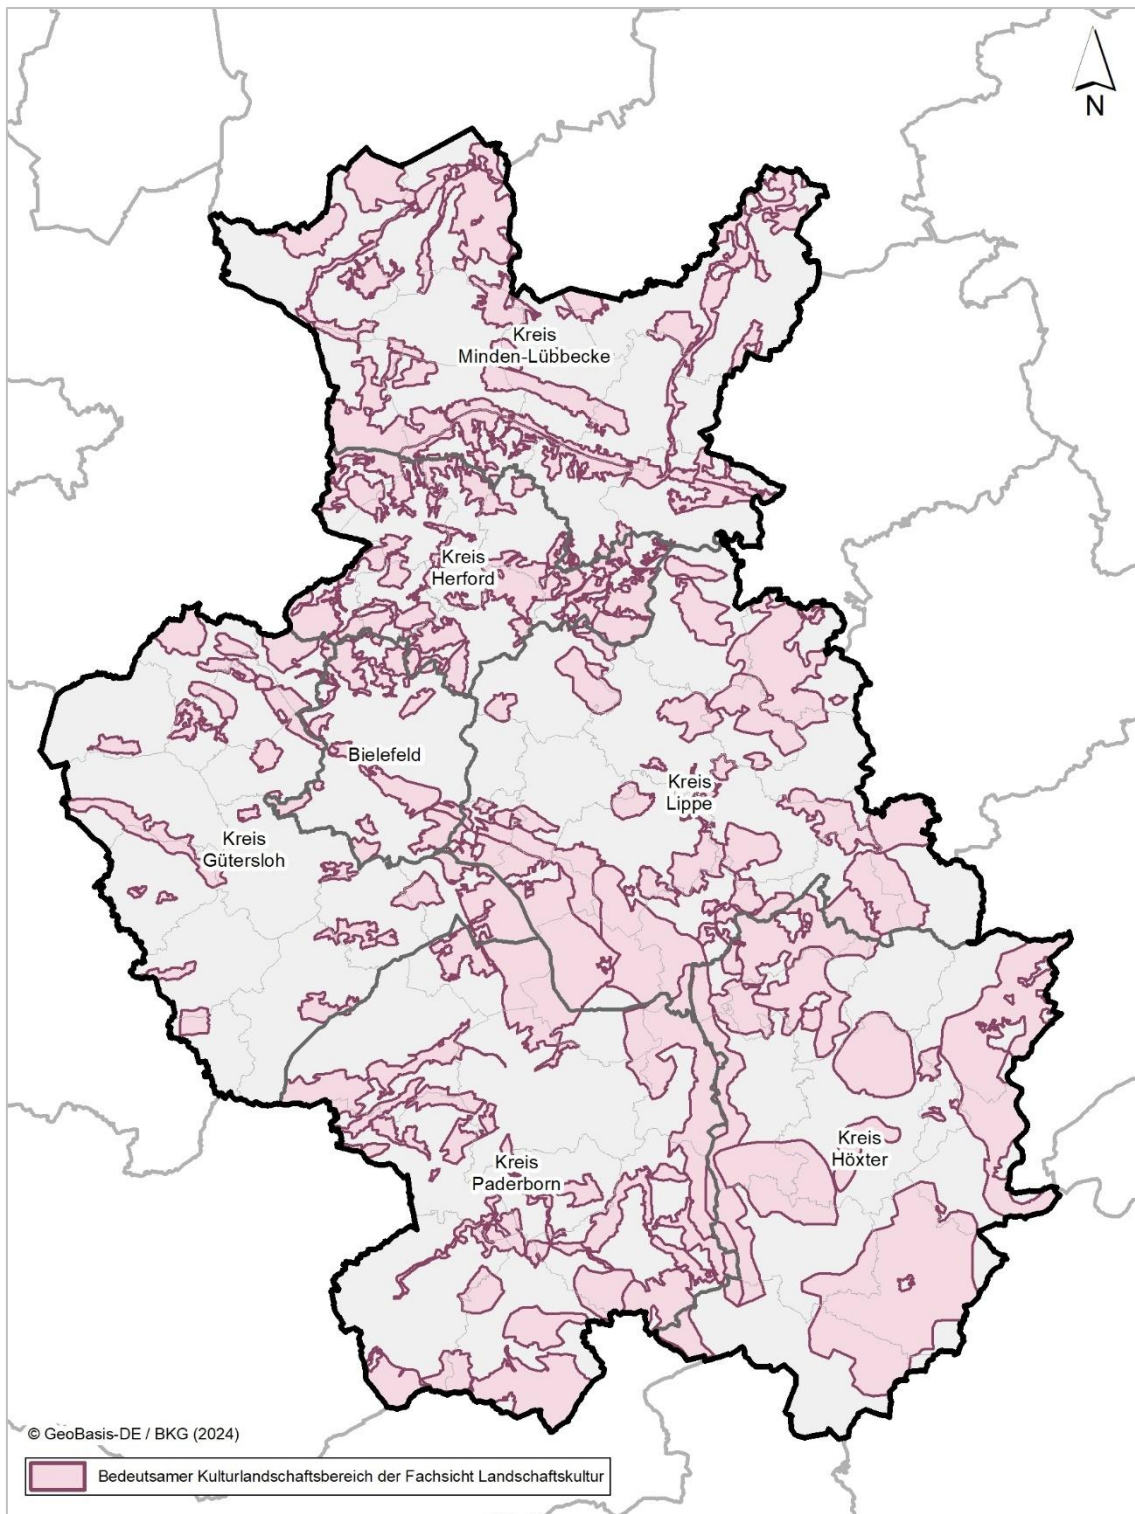 N
Kreis
Minden-Lübbecke
Kreis
Herford
Bielefeld
Kreis
Lippe
Kreis
Gütersloh
Kreis
Höxter
Kreis
Paderborn
© GeoBasis-DE / BKG (2024)
Bedeutsamer Kulturlandschaftsbereich der Fachsicht Landschaftskultur